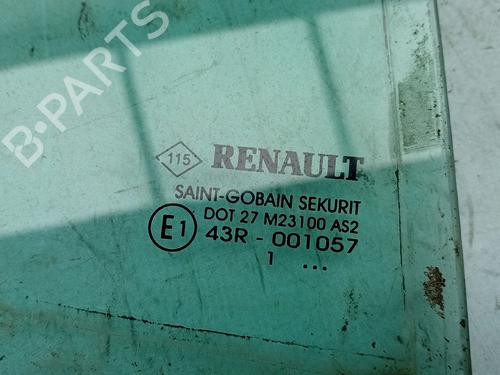 B-PARTS
115 RENAULT
SAINT-GOBAIN SEKURIT
DOT 27 M23100 AS2
E1 43R - 001057
1 ...